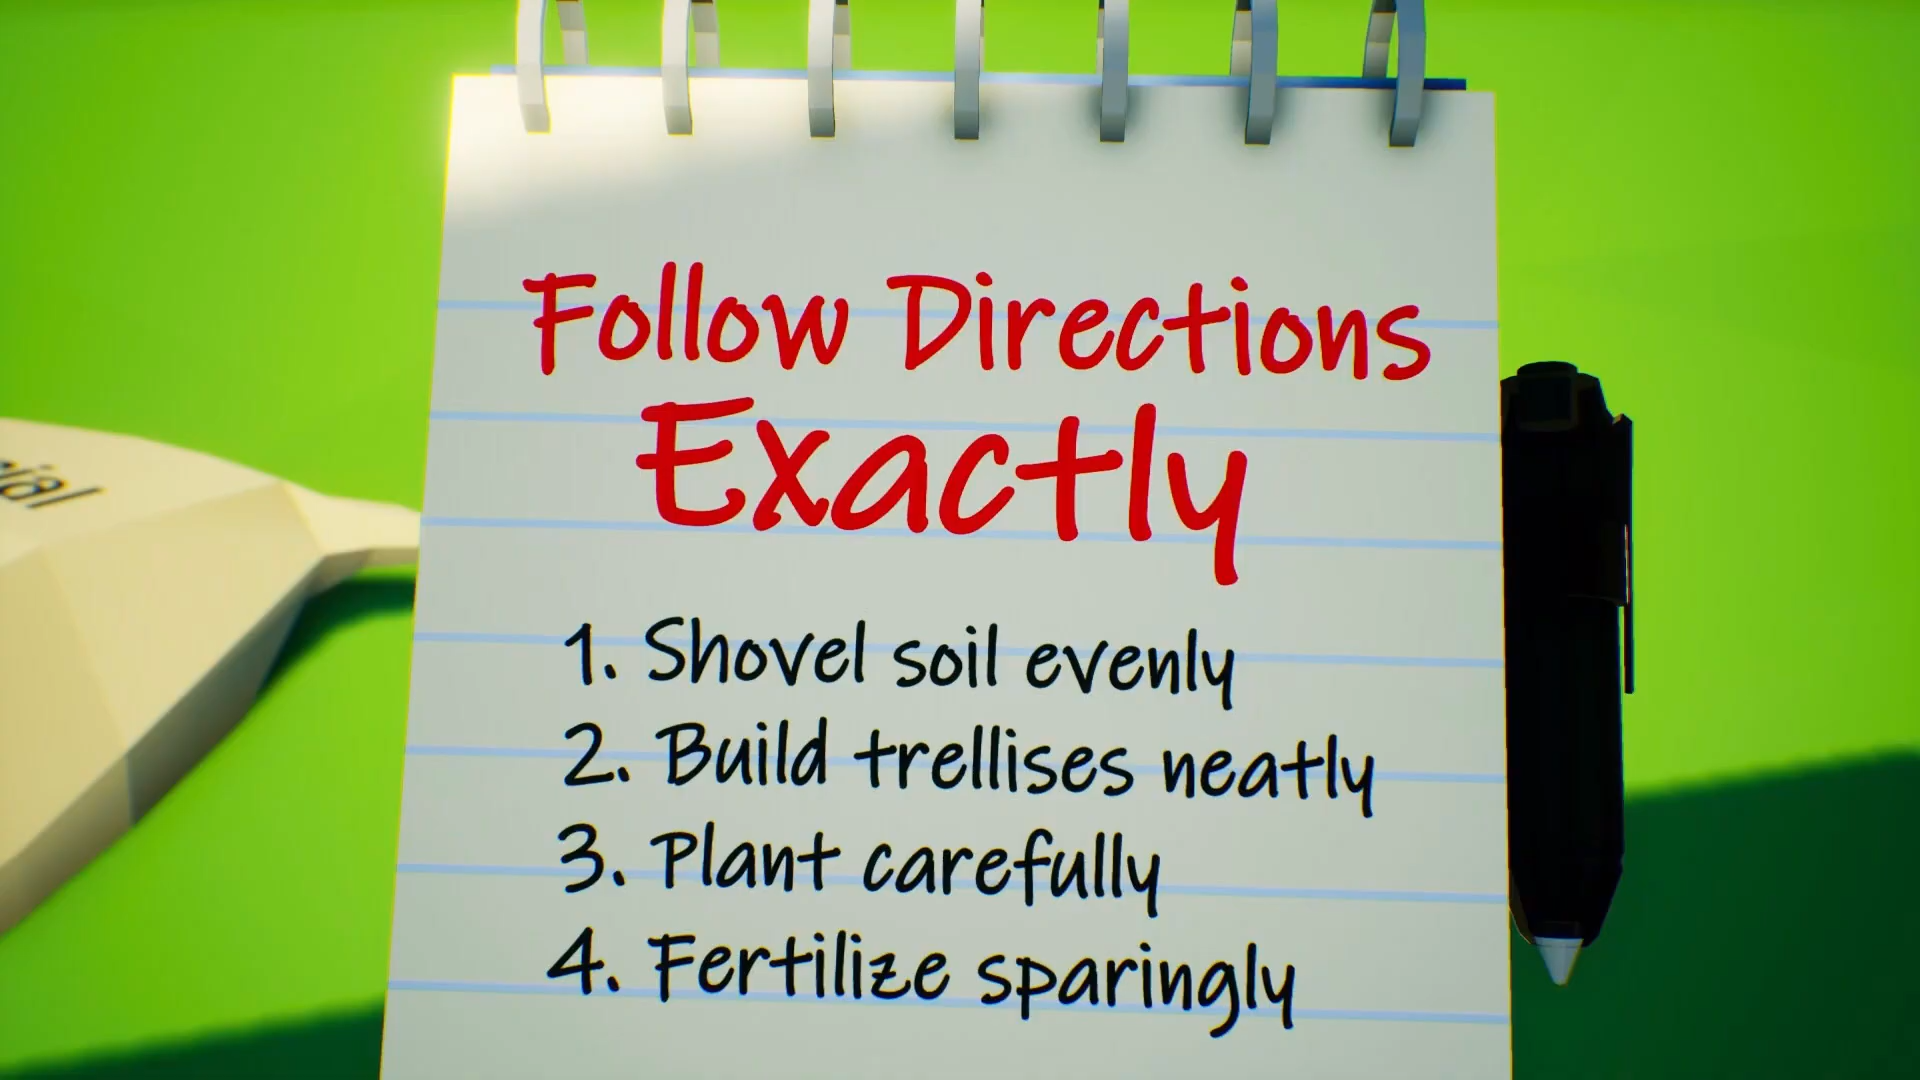 Follow Directions
Exactly
1. Shovel soil evenly
2. Build trellises neatly
3. Plant carefully
4. Fertilize sparingly